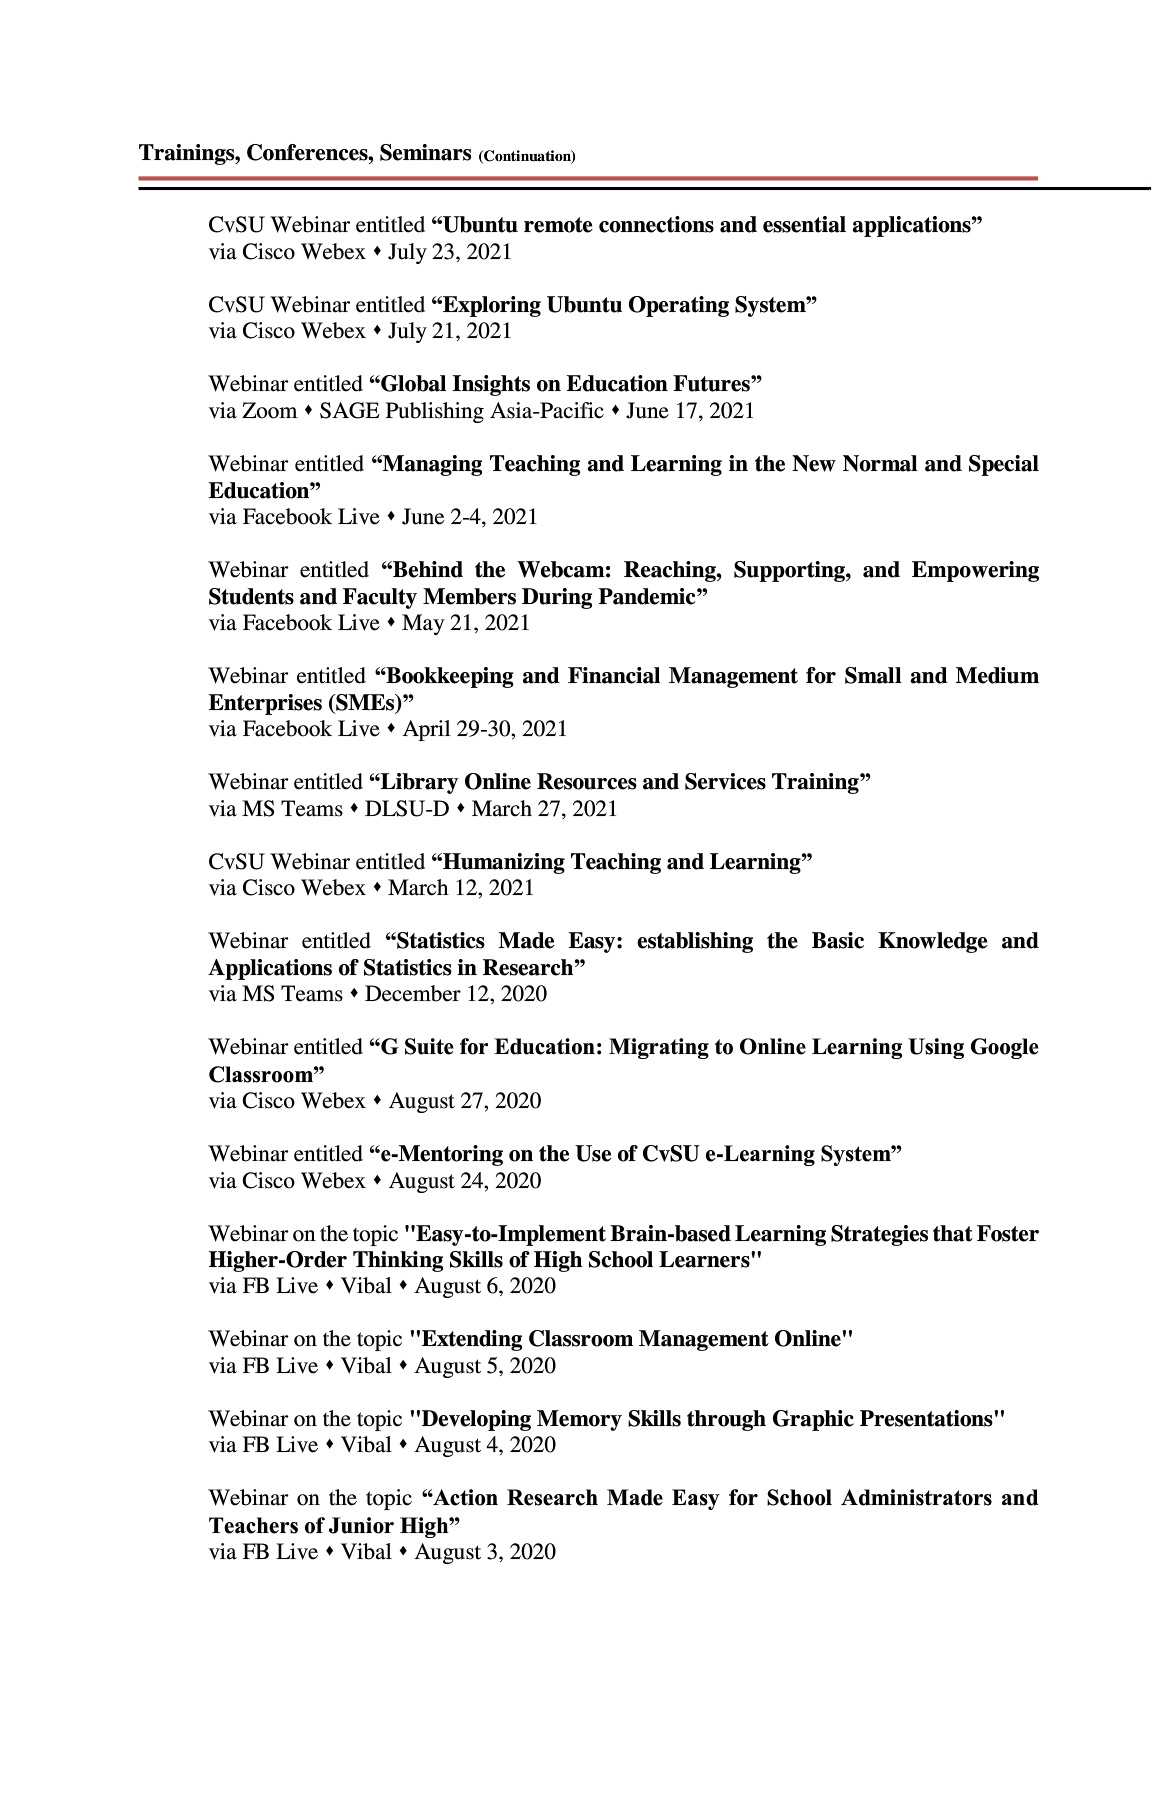 Trainings, Conferences, Seminars (Continuation)
CvSU Webinar entitled “Ubuntu remote connections and essential applications”
via Cisco Webex ♦ July 23, 2021
CvSU Webinar entitled “Exploring Ubuntu Operating System”
via Cisco Webex ♦ July 21, 2021
Webinar entitled “Global Insights on Education Futures”
via Zoom ♦ SAGE Publishing Asia-Pacific ♦ June 17, 2021
Webinar entitled “Managing Teaching and Learning in the New Normal and Special
Education”
via Facebook Live ♦ June 2-4, 2021
Webinar entitled “Behind the Webcam: Reaching, Supporting, and Empowering
Students and Faculty Members During Pandemic”
via Facebook Live ♦ May 21, 2021
Webinar entitled “Bookkeeping and Financial Management for Small and Medium
Enterprises (SMEs)”
via Facebook Live ♦ April 29-30, 2021
Webinar entitled “Library Online Resources and Services Training”
via MS Teams ♦ DLSU-D ♦ March 27, 2021
CvSU Webinar entitled “Humanizing Teaching and Learning”
via Cisco Webex ♦ March 12, 2021
Webinar entitled “Statistics Made Easy: establishing the Basic Knowledge and
Applications of Statistics in Research”
via MS Teams ♦ December 12, 2020
Webinar entitled “G Suite for Education: Migrating to Online Learning Using Google
Classroom”
via Cisco Webex ♦ August 27, 2020
Webinar entitled “e-Mentoring on the Use of CvSU e-Learning System”
via Cisco Webex ♦ August 24, 2020
Webinar on the topic "Easy-to-Implement Brain-based Learning Strategies that Foster
Higher-Order Thinking Skills of High School Learners"
via FB Live ♦ Vibal ♦ August 6, 2020
Webinar on the topic "Extending Classroom Management Online"
via FB Live ♦ Vibal ♦ August 5, 2020
Webinar on the topic "Developing Memory Skills through Graphic Presentations"
via FB Live ♦ Vibal ♦ August 4, 2020
Webinar on the topic “Action Research Made Easy for School Administrators and
Teachers of Junior High”
via FB Live ♦ Vibal ♦ August 3, 2020